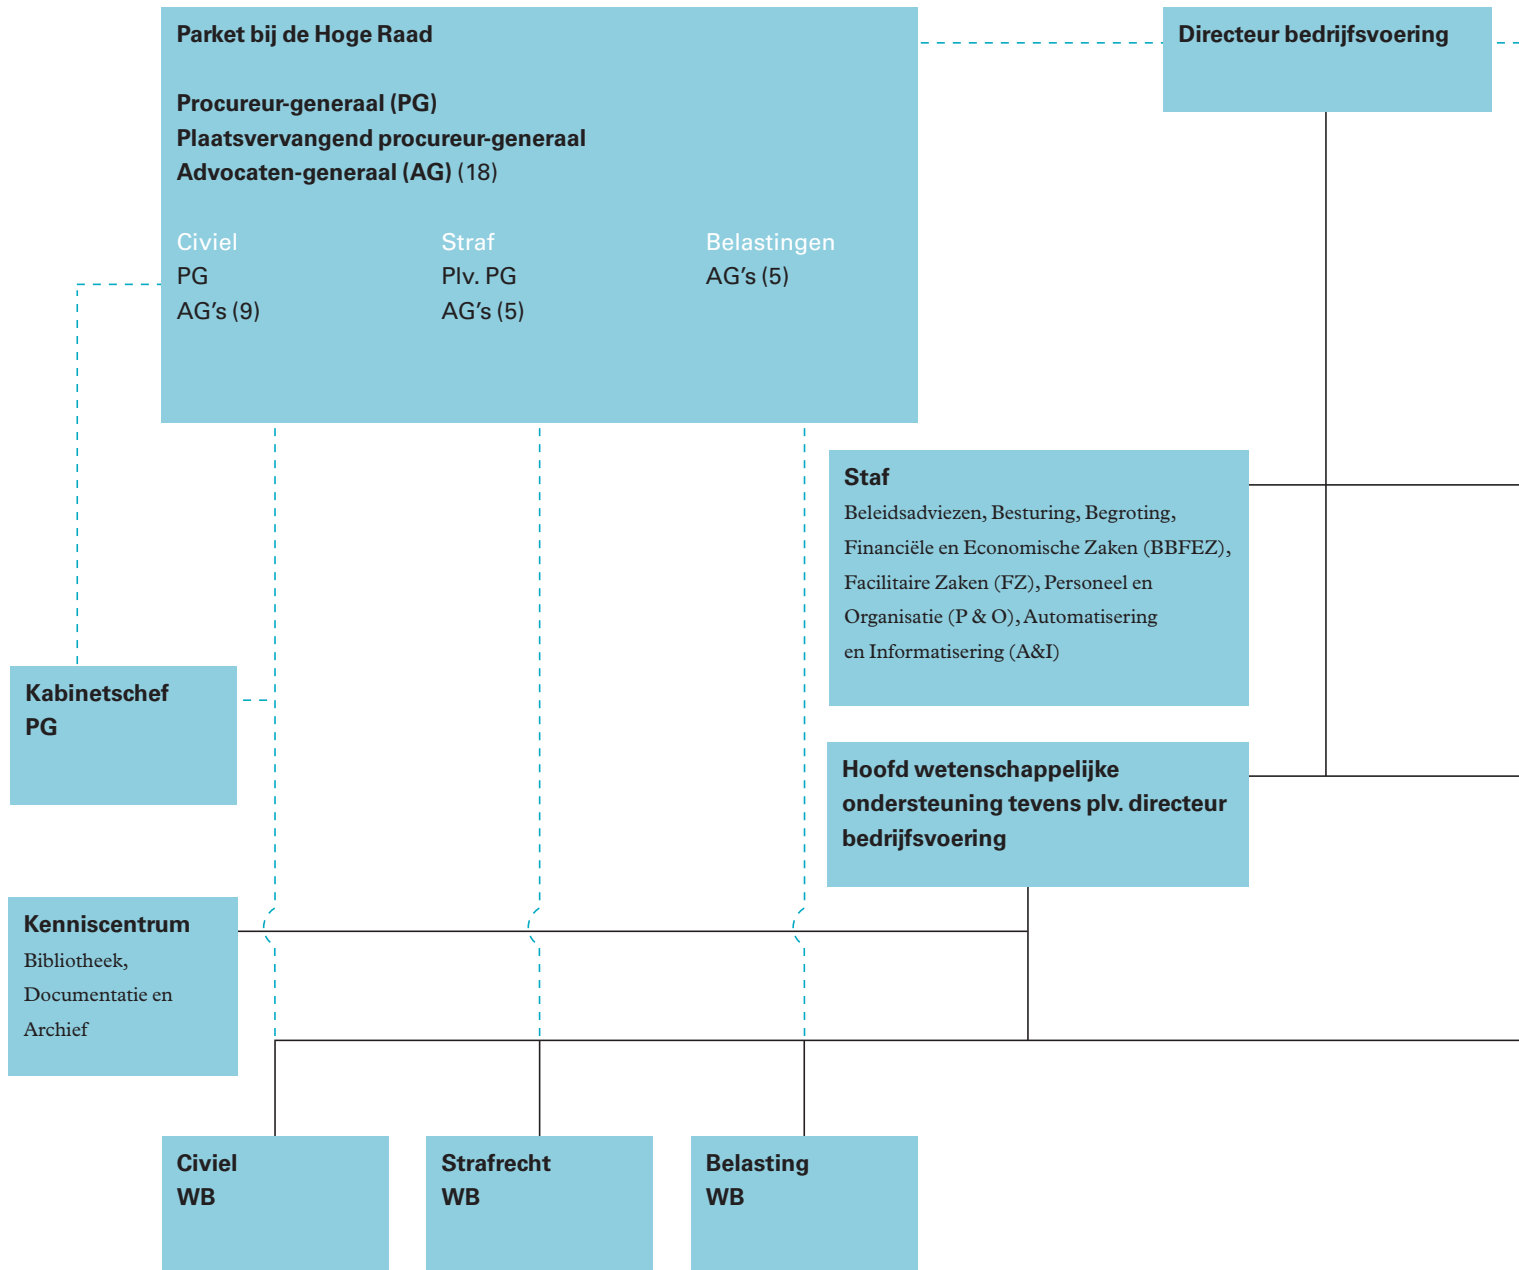 Parket bij de Hoge Raad
Procureur-generaal (PG)
Plaatsvervangend procureur-generaal
Advocaten-generaal (AG) (18)
Civiel
PG
AG’s (9)
Straf
Plv. PG
AG’s (5)
Belastingen
AG’s (5)
Directeur bedrijfsvoering
Staf
Beleidsadviezen, Besturing, Begroting,
Financiële en Economische Zaken (BBFEZ),
Facilitaire Zaken (FZ), Personeel en
Organisatie (P & O), Automatisering
en Informatisering (A&I)
Kabinetschef
PG
Hoofd wetenschappelijke
ondersteuning tevens plv. directeur
bedrijfsvoering
Kenniscentrum
Bibliotheek,
Documentatie en
Archief
Civiel
WB
Strafrecht
WB
Belasting
WB